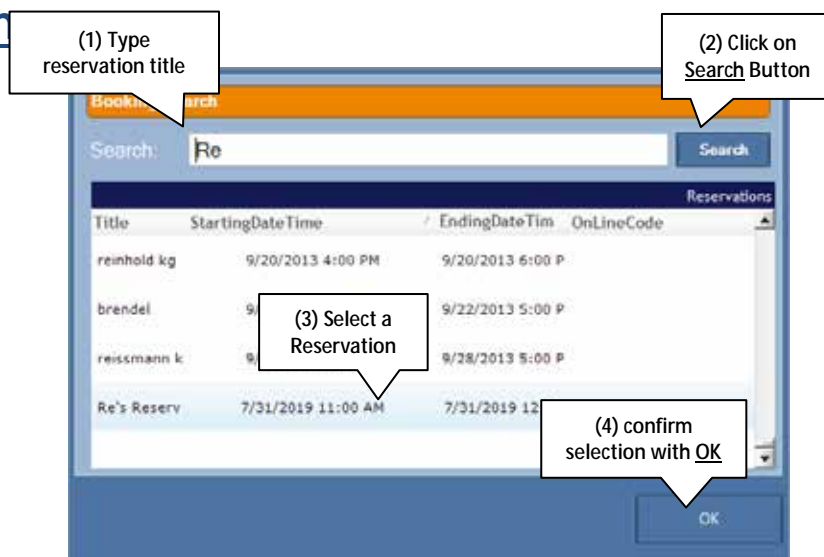 (1) Type
reservation title
(2) Click on
Search Button
Search:
Re
Search
Reservations
Title StartingDateTime / EndingDateTim OnLineCode
reinhold kg 9/20/2013 4:00 PM 9/20/2013 6:00 P
brendel 9/ 9/22/2013 5:00 P
(3) Select a
Reservation
reissmann k 9/ 9/28/2013 5:00 P
Re's Reserv 7/31/2019 11:00 AM 7/31/2019 12
(4) confirm
selection with OK
OK